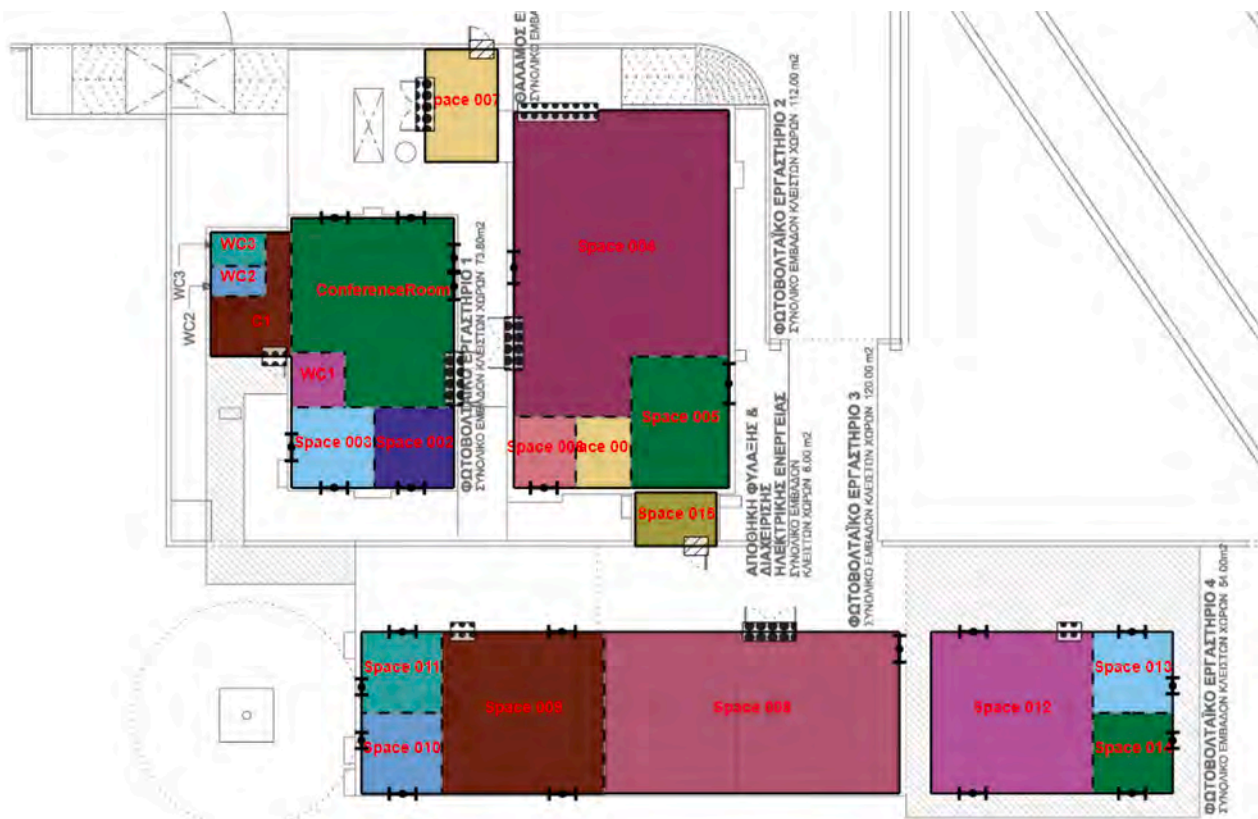 ΘΑΛΑΜΟΣ Ε
ΣΥΝΟΛΙΚΟ ΕΜΒΑΔ
pace 007
ΦΩΤΟΒΟΛΤΑΪΚΟ ΕΡΓΑΣΤΗΡΙΟ 2
ΣΥΝΟΛΙΚΟ ΕΜΒΑΔΟΝ ΚΛΕΙΣΤΩΝ ΧΩΡΩΝ 112.00 m2
WC3
WC2
C1
WC3
WC2
ConferenceRoom
WC1
Space 003
Space 002
ΦΩΤΟΒΟΛΤΑΪΚΟ ΕΡΓΑΣΤΗΡΙΟ 1
ΣΥΝΟΛΙΚΟ ΕΜΒΑΔΟΝ ΚΛΕΙΣΤΩΝ ΧΩΡΩΝ 73.80m2
Space 004
Space
Space
ace 00
Space 015
ΑΠΟΘΗΚΗ ΦΥΛΑΞΗΣ &
ΔΙΑΧΕΙΡΙΣΗΣ
ΗΛΕΚΤΡΙΚΗΣ ΕΝΕΡΓΕΙΑΣ
ΣΥΝΟΛΙΚΟ ΕΜΒΑΔΟΝ
ΚΛΕΙΣΤΩΝ ΧΩΡΩΝ 6.00 m2
ΦΩΤΟΒΟΛΤΑΪΚΟ ΕΡΓΑΣΤΗΡΙΟ 3
ΣΥΝΟΛΙΚΟ ΕΜΒΑΔΟΝ ΚΛΕΙΣΤΩΝ ΧΩΡΩΝ 120.00 m2
Space 011
Space 010
Space 009
Space 008
Space 012
Space 013
Space 014
ΦΩΤΟΒΟΛΤΑΪΚΟ ΕΡΓΑΣΤΗΡΙΟ 4
ΣΥΝΟΛΙΚΟ ΕΜΒΑΔΟΝ ΚΛΕΙΣΤΩΝ ΧΩΡΩΝ 54.00m2